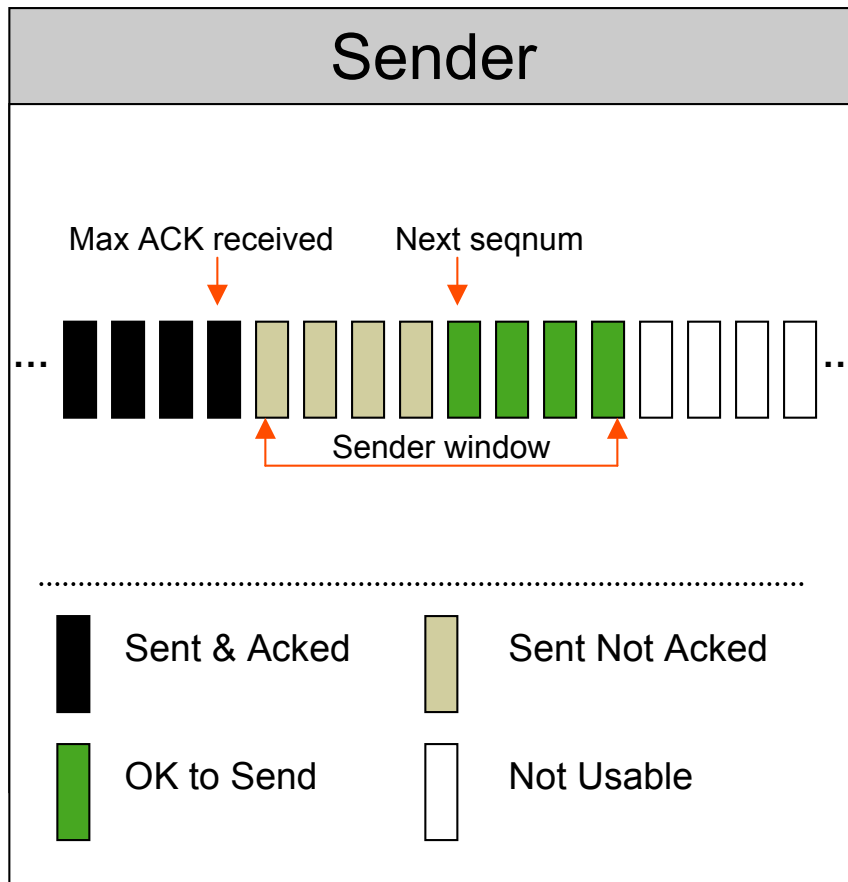 Sender
Max ACK received Next seqnum
... ...
Sender window
Sent & Acked Sent Not Acked
OK to Send Not Usable